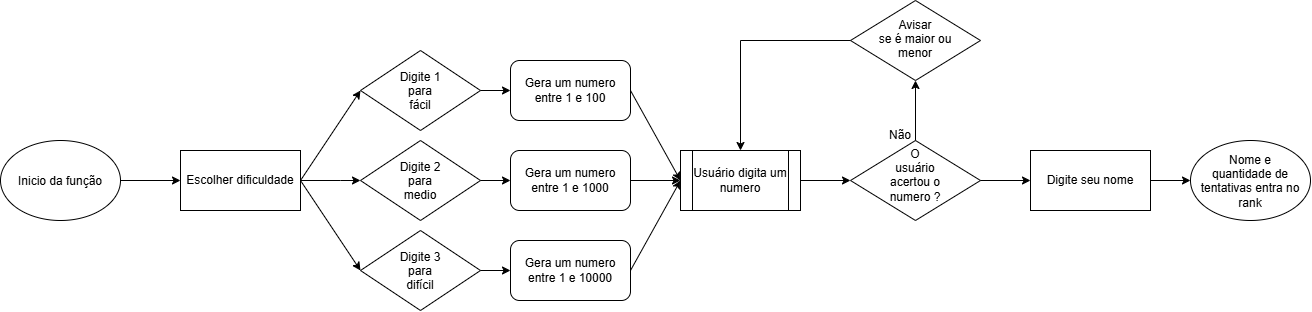 Inicio da função
Escolher dificuldade
Digite 1
para
fácil
Gera um numero
entre 1 e 100
Digite 2
para
medio
Gera um numero
entre 1 e 1000
Digite 3
para
difícil
Gera um numero
entre 1 e 10000
Usuário digita um
numero
O
usuário
acertou o
numero ?
Não
Avisar
se é maior ou
menor
Digite seu nome
Nome e
quantidade de
tentativas entra no
rank